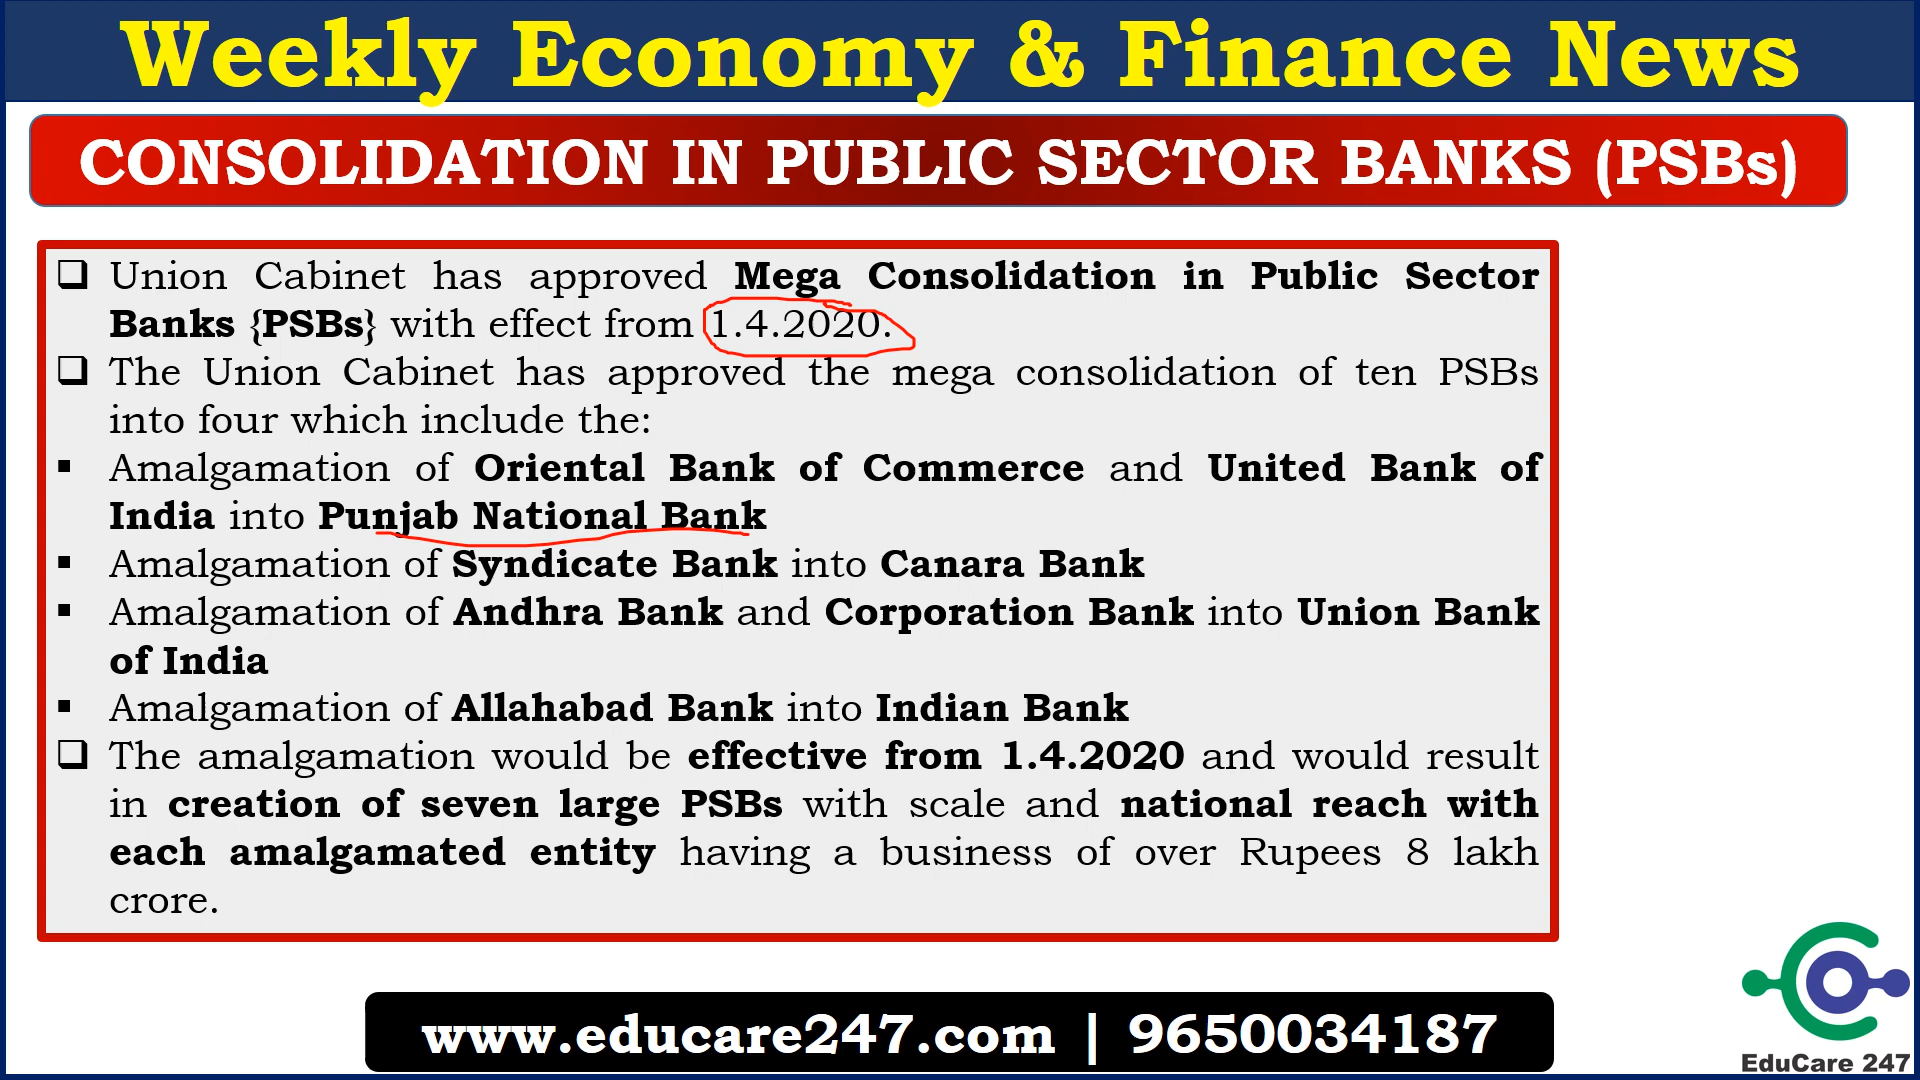 Weekly Economy & Finance News
CONSOLIDATION IN PUBLIC SECTOR BANKS (PSBs)
❑ Union Cabinet has approved Mega Consolidation in Public Sector
Banks {PSBs} with effect from 1.4.2020.
❑ The Union Cabinet has approved the mega consolidation of ten PSBs
into four which include the:
▪ Amalgamation of Oriental Bank of Commerce and United Bank of
India into Punjab National Bank
▪ Amalgamation of Syndicate Bank into Canara Bank
▪ Amalgamation of Andhra Bank and Corporation Bank into Union Bank
of India
▪ Amalgamation of Allahabad Bank into Indian Bank
❑ The amalgamation would be effective from 1.4.2020 and would result
in creation of seven large PSBs with scale and national reach with
each amalgamated entity having a business of over Rupees 8 lakh
crore.
www.educare247.com | 9650034187
EduCare 247